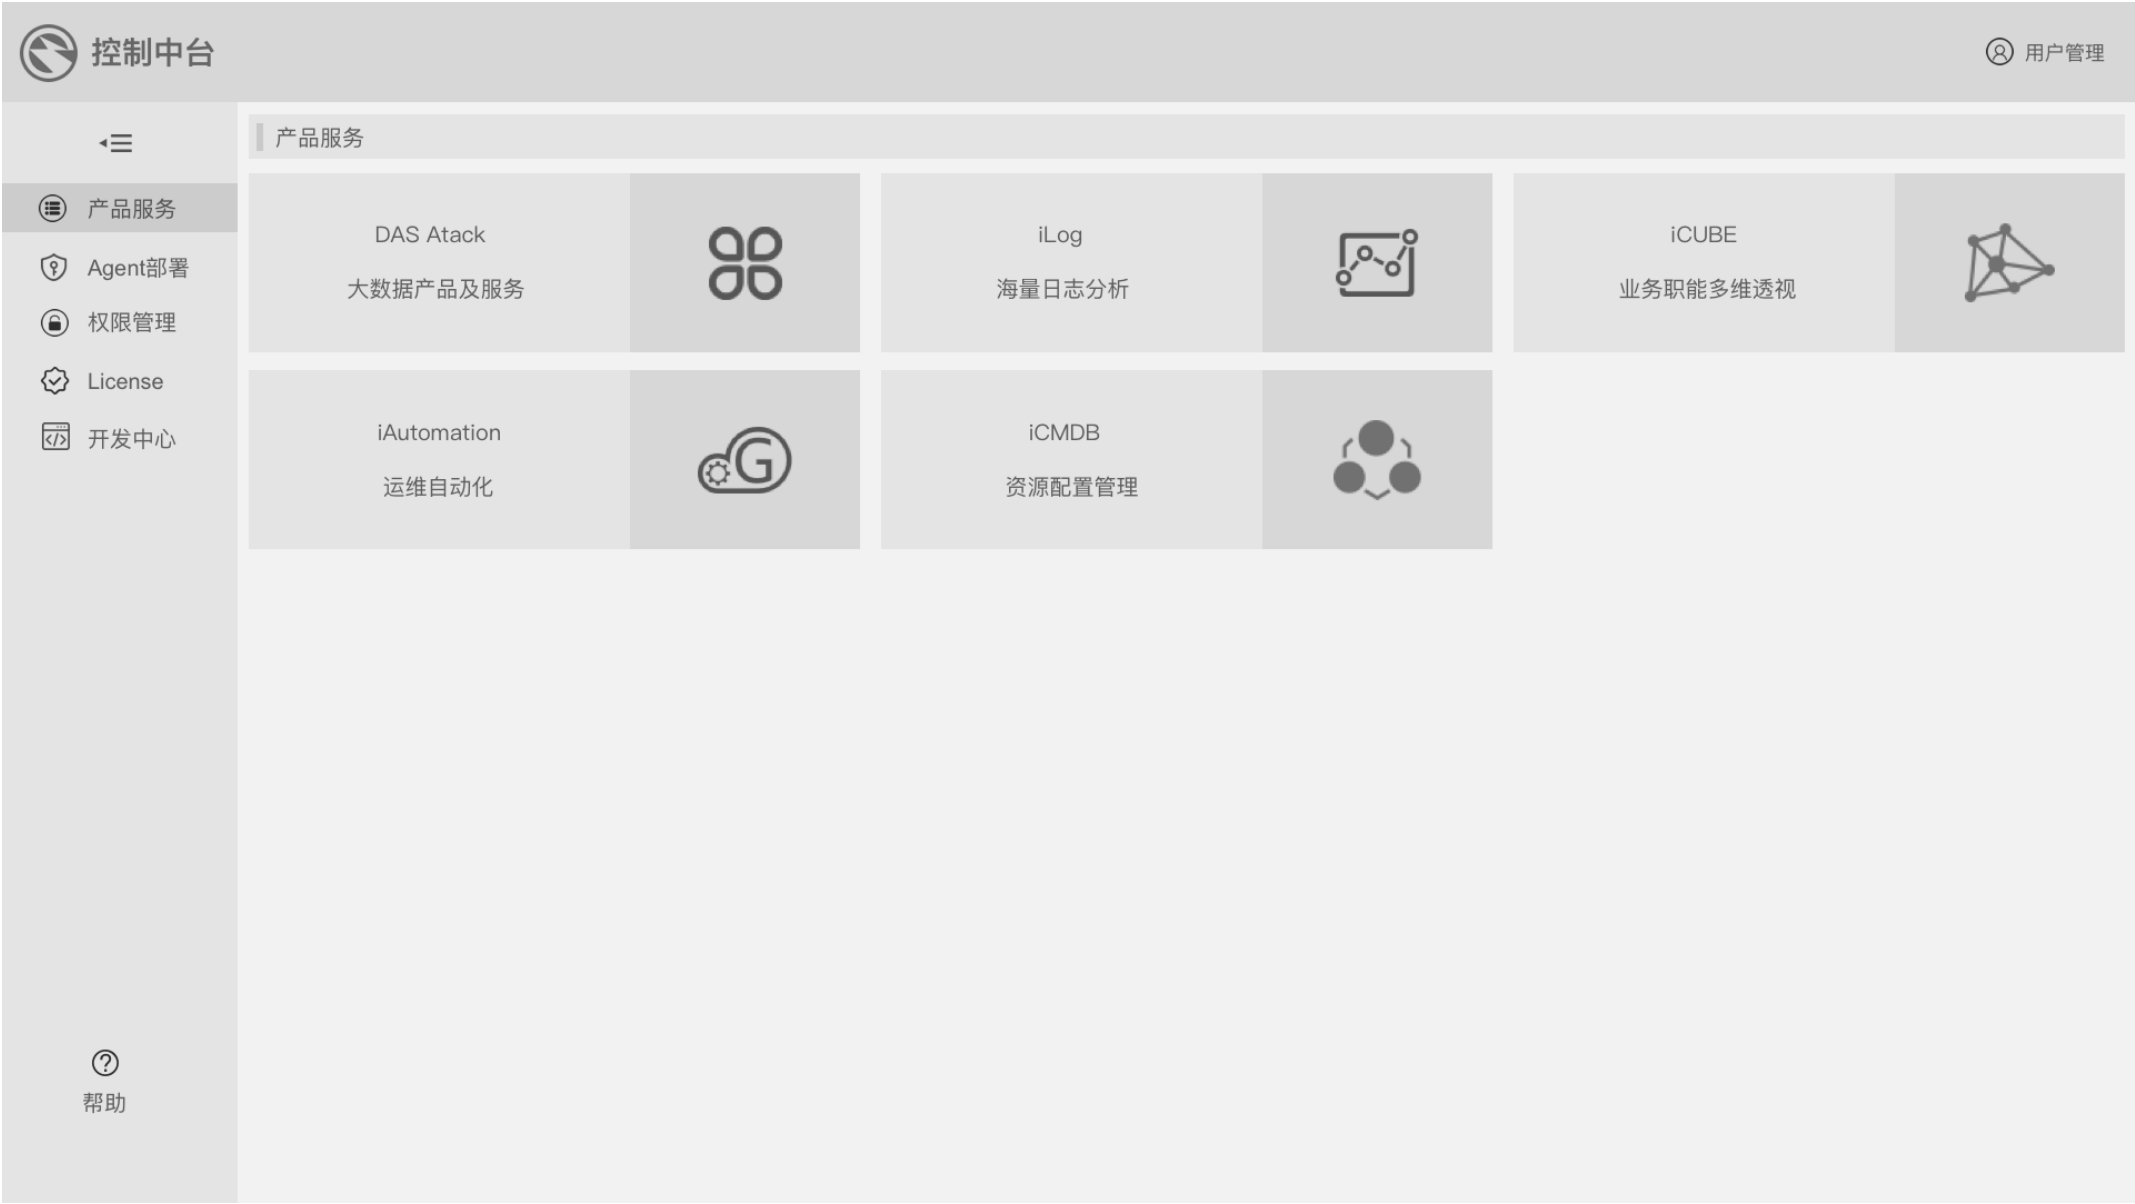 控制中台
用户管理
产品服务
Agent部署
权限管理
License
开发中心
帮助
产品服务
DAS Atack
大数据产品及服务
iLog
海量日志分析
iCUBE
业务职能多维透视
iAutomation
运维自动化
G
iCMDB
资源配置管理